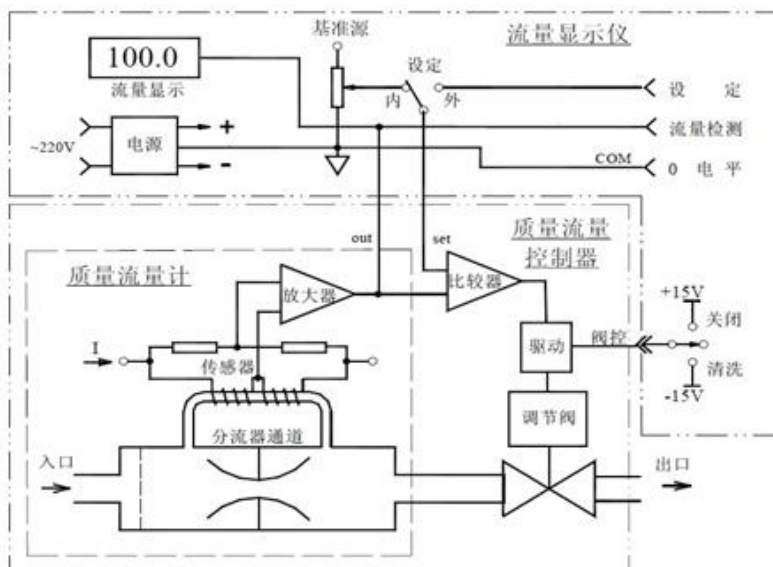 基准源
流量显示仪
100.0
流量显示
设定
内
外
设 定
流量检测
~220V
电源
+
-
COM
0 电平
out
set
质量流量
控制器
质量流量计
放大器
比较器
+15V
关闭
I
传感器
驱动
阀控
清洗
-15V
分流器通道
调节阀
入口
出口